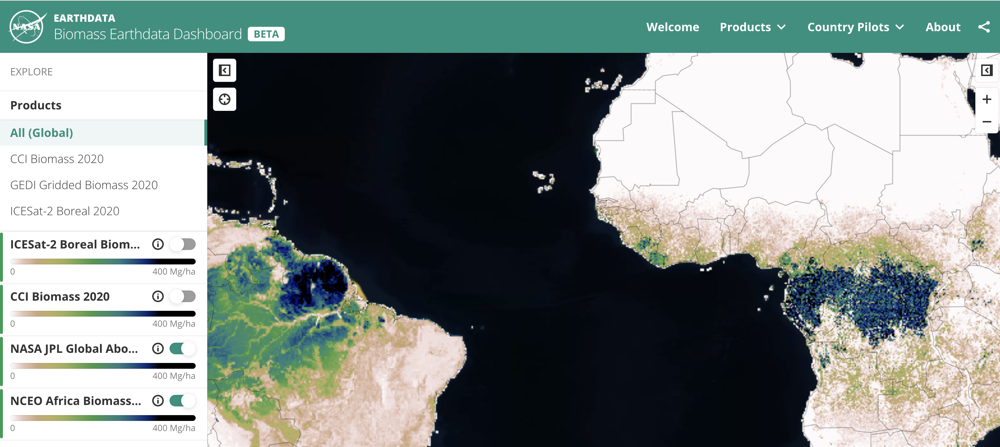 NASA
EARTHDATA
Biomass Earthdata Dashboard BETA
Welcome Products Country Pilots About
EXPLORE
Products
All (Global)
CCI Biomass 2020
GEDI Gridded Biomass 2020
ICESat-2 Boreal 2020
ICESat-2 Boreal Biom...
0 400 Mg/ha
CCI Biomass 2020
0 400 Mg/ha
NASA JPL Global Abo...
0 400 Mg/ha
NCEO Africa Biomass...
0 400 Mg/ha